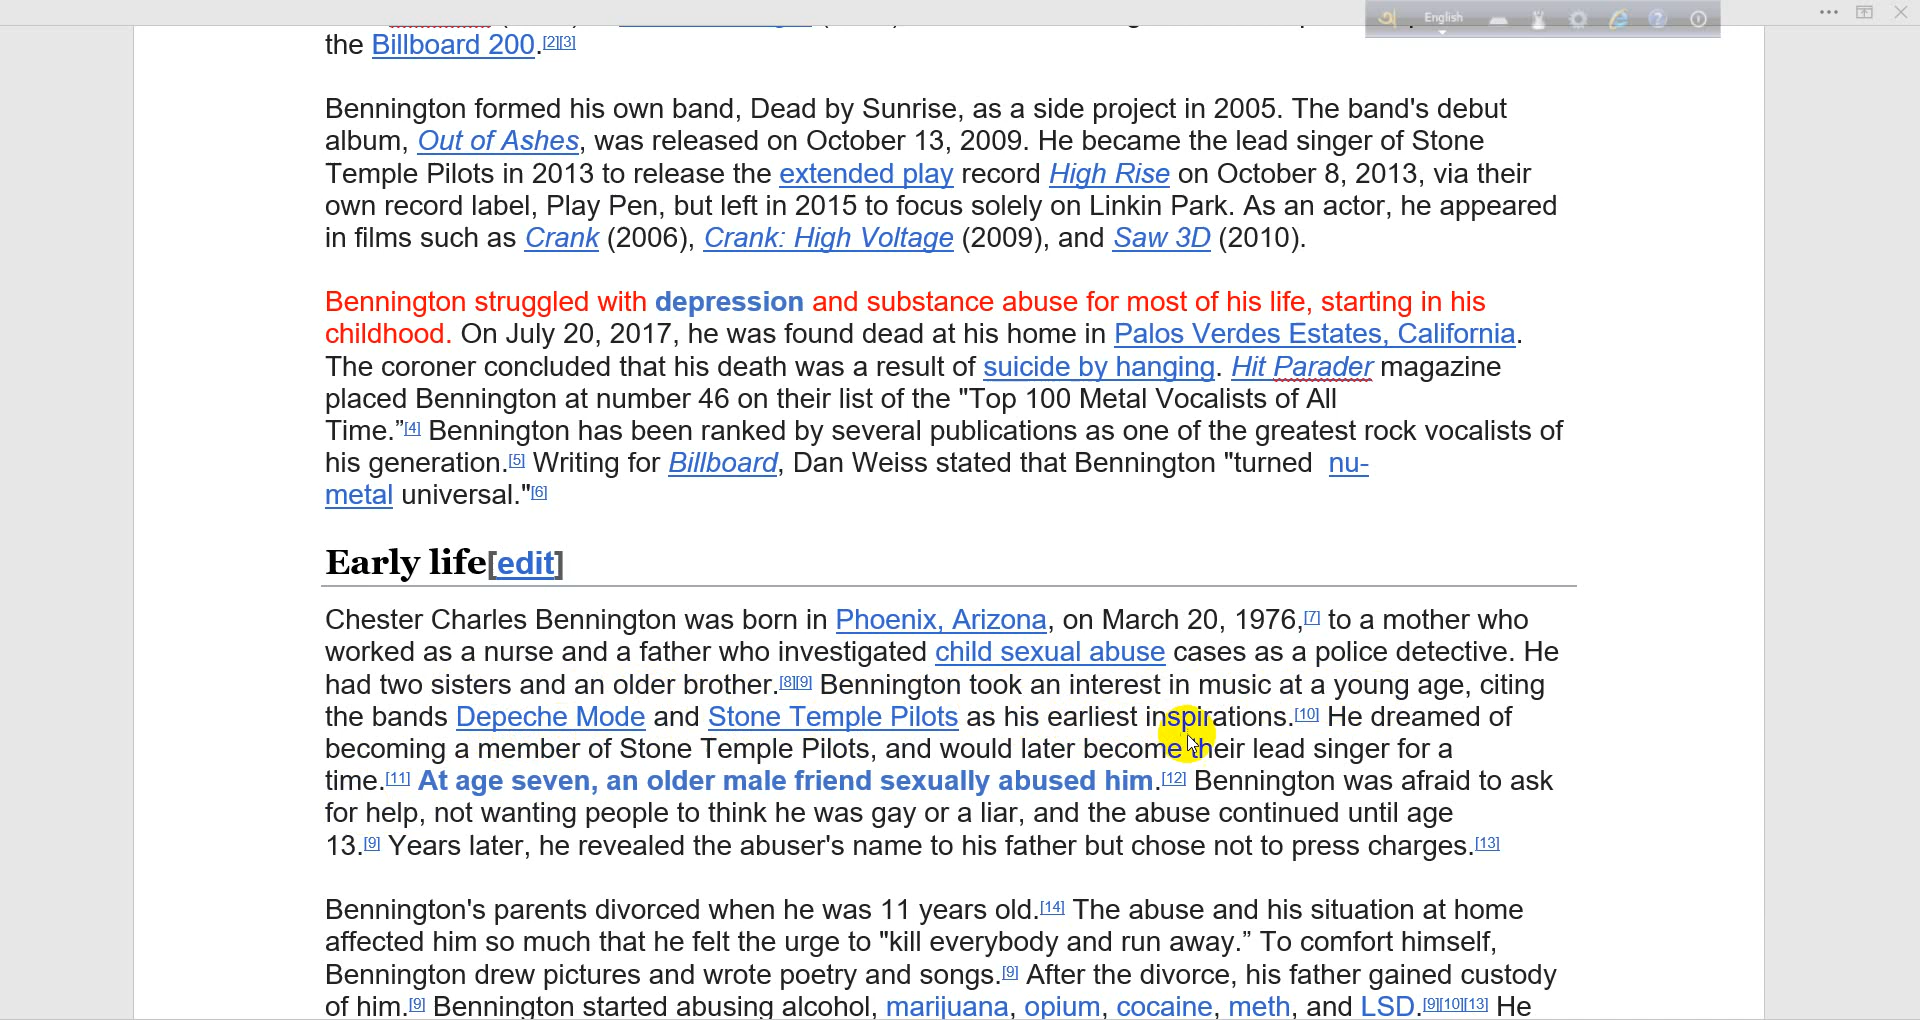 English
the Billboard 200.[2][3]
Bennington formed his own band, Dead by Sunrise, as a side project in 2005. The band's debut
album, Out of Ashes, was released on October 13, 2009. He became the lead singer of Stone
Temple Pilots in 2013 to release the extended play record High Rise on October 8, 2013, via their
own record label, Play Pen, but left in 2015 to focus solely on Linkin Park. As an actor, he appeared
in films such as Crank (2006), Crank: High Voltage (2009), and Saw 3D (2010).
Bennington struggled with depression and substance abuse for most of his life, starting in his
childhood. On July 20, 2017, he was found dead at his home in Palos Verdes Estates, California.
The coroner concluded that his death was a result of suicide by hanging. Hit Parader magazine
placed Bennington at number 46 on their list of the "Top 100 Metal Vocalists of All
Time.”[4] Bennington has been ranked by several publications as one of the greatest rock vocalists of
his generation.[5] Writing for Billboard, Dan Weiss stated that Bennington "turned nu-
metal universal."[6]
Early life[edit]
Chester Charles Bennington was born in Phoenix, Arizona, on March 20, 1976,[7] to a mother who
worked as a nurse and a father who investigated child sexual abuse cases as a police detective. He
had two sisters and an older brother.[8][9] Bennington took an interest in music at a young age, citing
the bands Depeche Mode and Stone Temple Pilots as his earliest inspirations.[10] He dreamed of
becoming a member of Stone Temple Pilots, and would later become their lead singer for a
time.[11] At age seven, an older male friend sexually abused him.[12] Bennington was afraid to ask
for help, not wanting people to think he was gay or a liar, and the abuse continued until age
13.[9] Years later, he revealed the abuser's name to his father but chose not to press charges.[13]
Bennington's parents divorced when he was 11 years old.[14] The abuse and his situation at home
affected him so much that he felt the urge to "kill everybody and run away.” To comfort himself,
Bennington drew pictures and wrote poetry and songs.[9] After the divorce, his father gained custody
of him.[9] Bennington started abusing alcohol, marijuana, opium, cocaine, meth, and LSD.[9][10][13] He